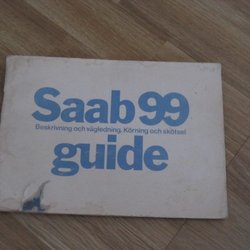 Saab 99
Beskrivning och vägledning. Körning och skötsel
guide